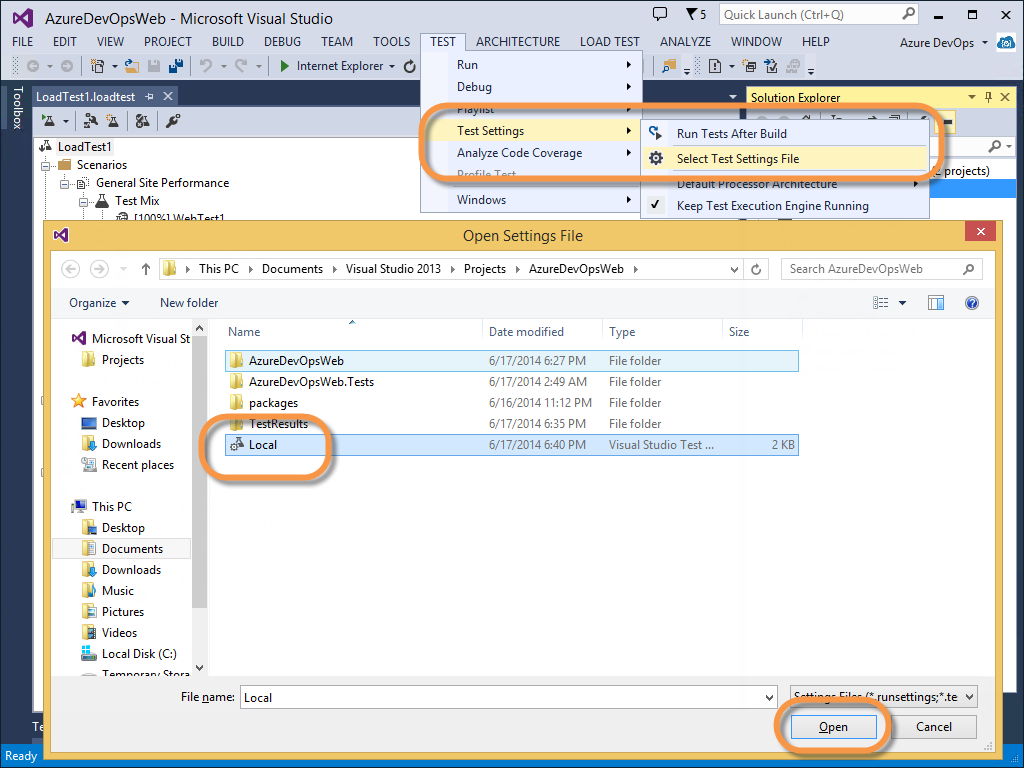 AzureDevOpsWeb - Microsoft Visual Studio
5
Quick Launch (Ctrl+Q)
FILE EDIT VIEW PROJECT BUILD DEBUG TEAM TOOLS TEST ARCHITECTURE LOAD TEST ANALYZE WINDOW HELP
Azure DevOps
Internet Explorer
Toolbox
LoadTest1.loadtest
LoadTest1
Scenarios
General Site Performance
Test Mix
[100%] WebTest1
Run
Debug
Playlist
Test Settings
Analyze Code Coverage
Profile Test
Windows
Run Tests After Build
Select Test Settings File
Default Processor Architecture
Keep Test Execution Engine Running
Solution Explorer
projects)
Open Settings File
This PC
Documents
Visual Studio 2013
Projects
AzureDevOpsWeb
Search AzureDevOpsWeb
Organize
New folder
Microsoft Visual St
Projects
Favorites
Desktop
Downloads
Recent places
This PC
Desktop
Documents
Downloads
Music
Pictures
Videos
Local Disk (C:)
Temporary Stora
Name Date modified Type Size
AzureDevOpsWeb 6/17/2014 6:27 PM File folder
AzureDevOpsWeb.Tests 6/17/2014 2:49 AM File folder
packages 6/16/2014 11:12 PM File folder
TestResults 6/17/2014 6:35 PM File folder
Local 6/17/2014 6:40 PM Visual Studio Test ... 2 KB
File name: Local
Settings Files (*.runsettings;*.te
Open
Cancel
Te
Ready